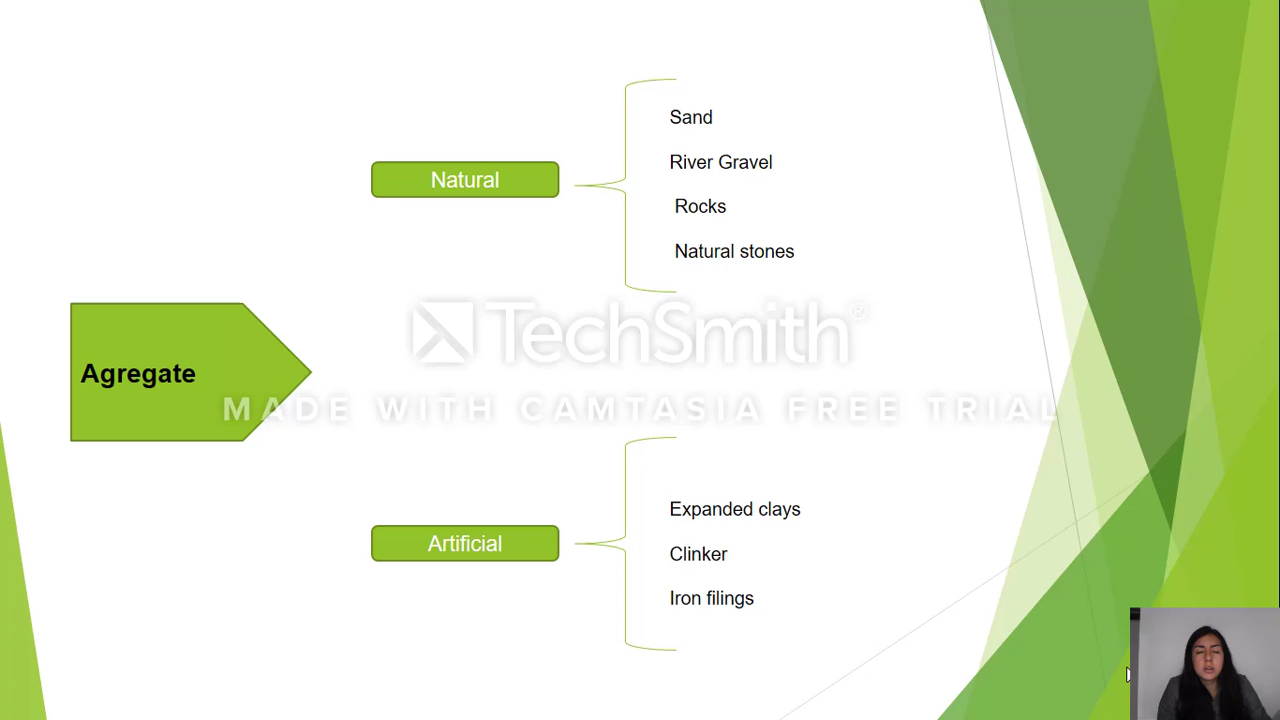 Sand
River Gravel
Natural
Rocks
Natural stones
TechSmith®
Agregate
MADE WITH CAMTASIA FREE TRIAL
Expanded clays
Artificial
Clinker
Iron filings